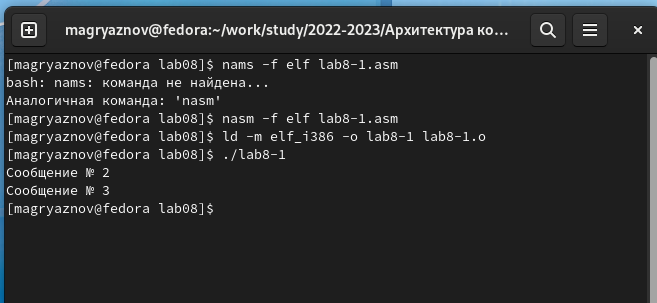 magryaznov@fedora:~/work/study/2022-2023/Архитектура ко...
[magryaznov@fedora lab08]$ nams -f elf lab8-1.asm
bash: nams: команда не найдена...
Аналогичная команда: 'nasm'
[magryaznov@fedora lab08]$ nasm -f elf lab8-1.asm
[magryaznov@fedora lab08]$ ld -m elf_i386 -o lab8-1 lab8-1.o
[magryaznov@fedora lab08]$ ./lab8-1
Сообщение № 2
Сообщение № 3
[magryaznov@fedora lab08]$